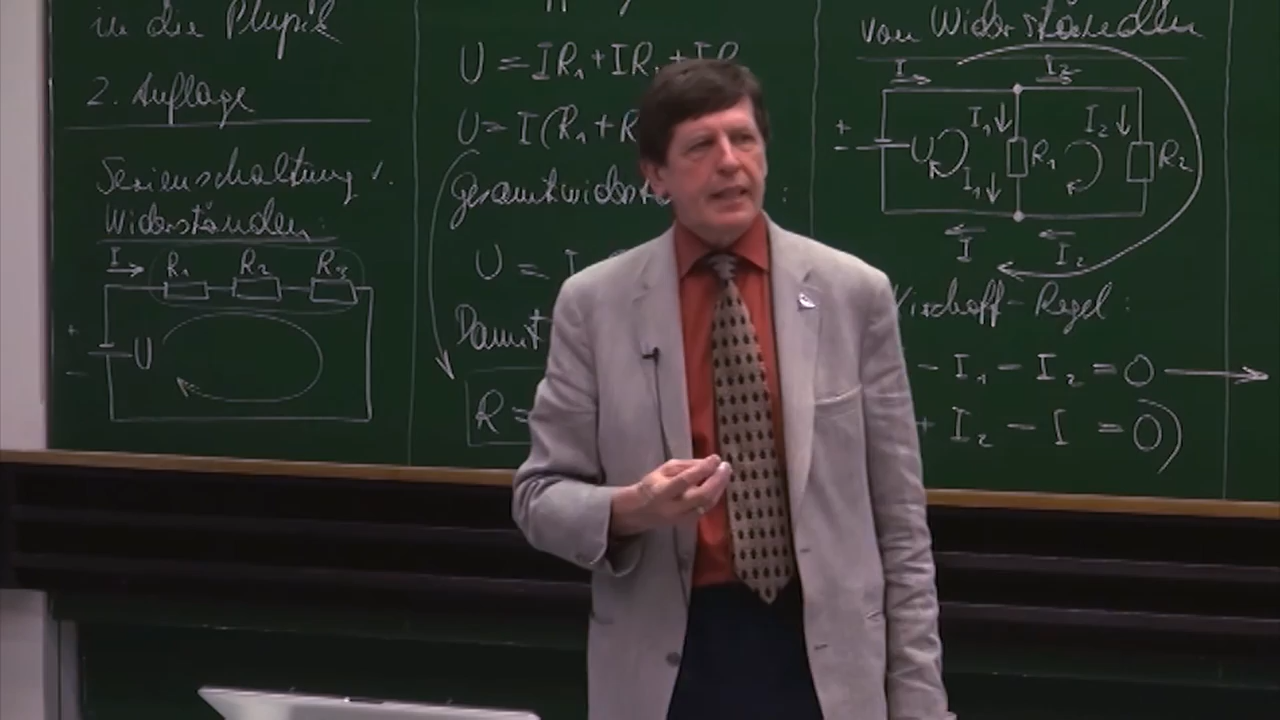 in die Physik
2. Auflage
Serienschaltung v.
Widerständen:
I
R₁
R₂
R₃
+
U
-
U = IR₁ + IR₂ + IR
U = I(R₁ + R
Gesamtwiderst
:
U = I
Damit
R =
von Widerständen
I
I₂
+
-
U
I₁
R₁
I₁
I₂
R₂
I
I₂
Kirchhoff-Regel:
- I₁ - I₂ = 0
+ I₂ - I = 0)